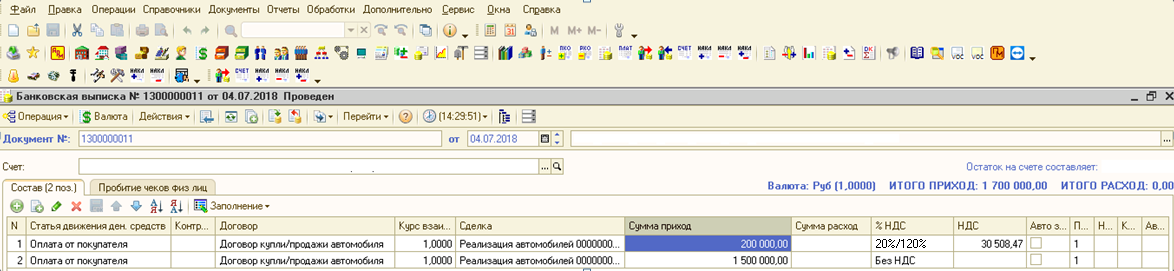 Файл Правка Операции Справочники Документы Отчеты Обработки Дополнительно Сервис Окна Справка
M M+ M-
ПКО РКО ПЛАТ СЧЕТ НАКЛ НАКЛ
СЧЕТ НАКЛ НАКЛ НАКЛ НАКЛ
Банковская выписка № 1300000011 от 04.07.2018 Проведен
Операция Валюта Действия Перейти (14:29:51)
Документ №: 1300000011 от 04.07.2018
Счет: Остаток на счете составляет:
Состав (2 поз.) Пробитие чеков физ лиц
Валюта: Руб (1,0000) ИТОГО ПРИХОД: 1 700 000,00 ИТОГО РАСХОД: 0,00
Заполнение
N Статья движения ден. средств Контр... Договор Курс взаи... Сделка Сумма приход Сумма расход % НДС НДС Авто з... П... Н... К... Ав...
1 Оплата от покупателя Договор купли/продажи автомобиля 1,0000 Реализация автомобилей 0000000... 200 000,00 20%/120% 30 508,47 1
2 Оплата от покупателя Договор купли/продажи автомобиля 1,0000 Реализация автомобилей 0000000... 1 500 000,00 Без НДС 1